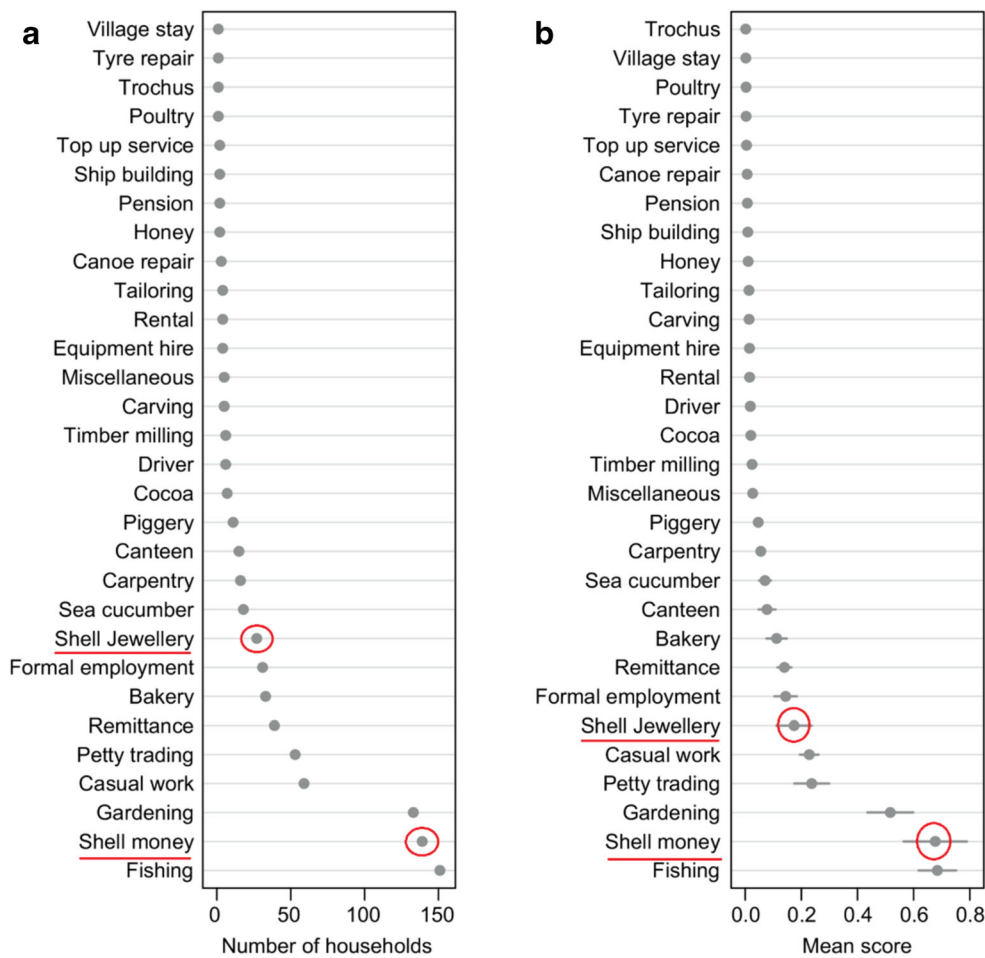 a
Village stay
Tyre repair
Trochus
Poultry
Top up service
Ship building
Pension
Honey
Canoe repair
Tailoring
Rental
Equipment hire
Miscellaneous
Carving
Timber milling
Driver
Cocoa
Piggery
Canteen
Carpentry
Sea cucumber
Shell Jewellery
Formal employment
Bakery
Remittance
Petty trading
Casual work
Gardening
Shell money
Fishing
0 50 100 150
Number of households
b
Trochus
Village stay
Poultry
Tyre repair
Top up service
Canoe repair
Pension
Ship building
Honey
Tailoring
Carving
Equipment hire
Rental
Driver
Cocoa
Timber milling
Miscellaneous
Piggery
Carpentry
Sea cucumber
Canteen
Bakery
Remittance
Formal employment
Shell Jewellery
Casual work
Petty trading
Gardening
Shell money
Fishing
0.0 0.2 0.4 0.6 0.8
Mean score